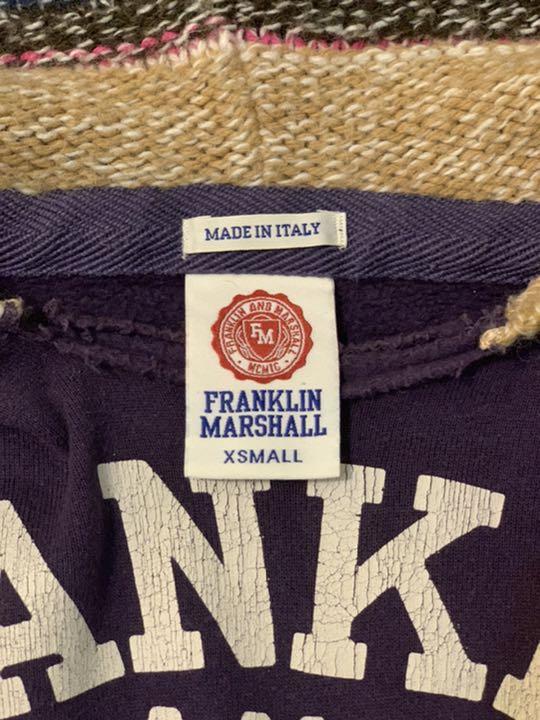 MADE IN ITALY
FRANKLIN AND MARSHALL
FM
MCMIC
FRANKLIN
MARSHALL
XSMALL
ANK